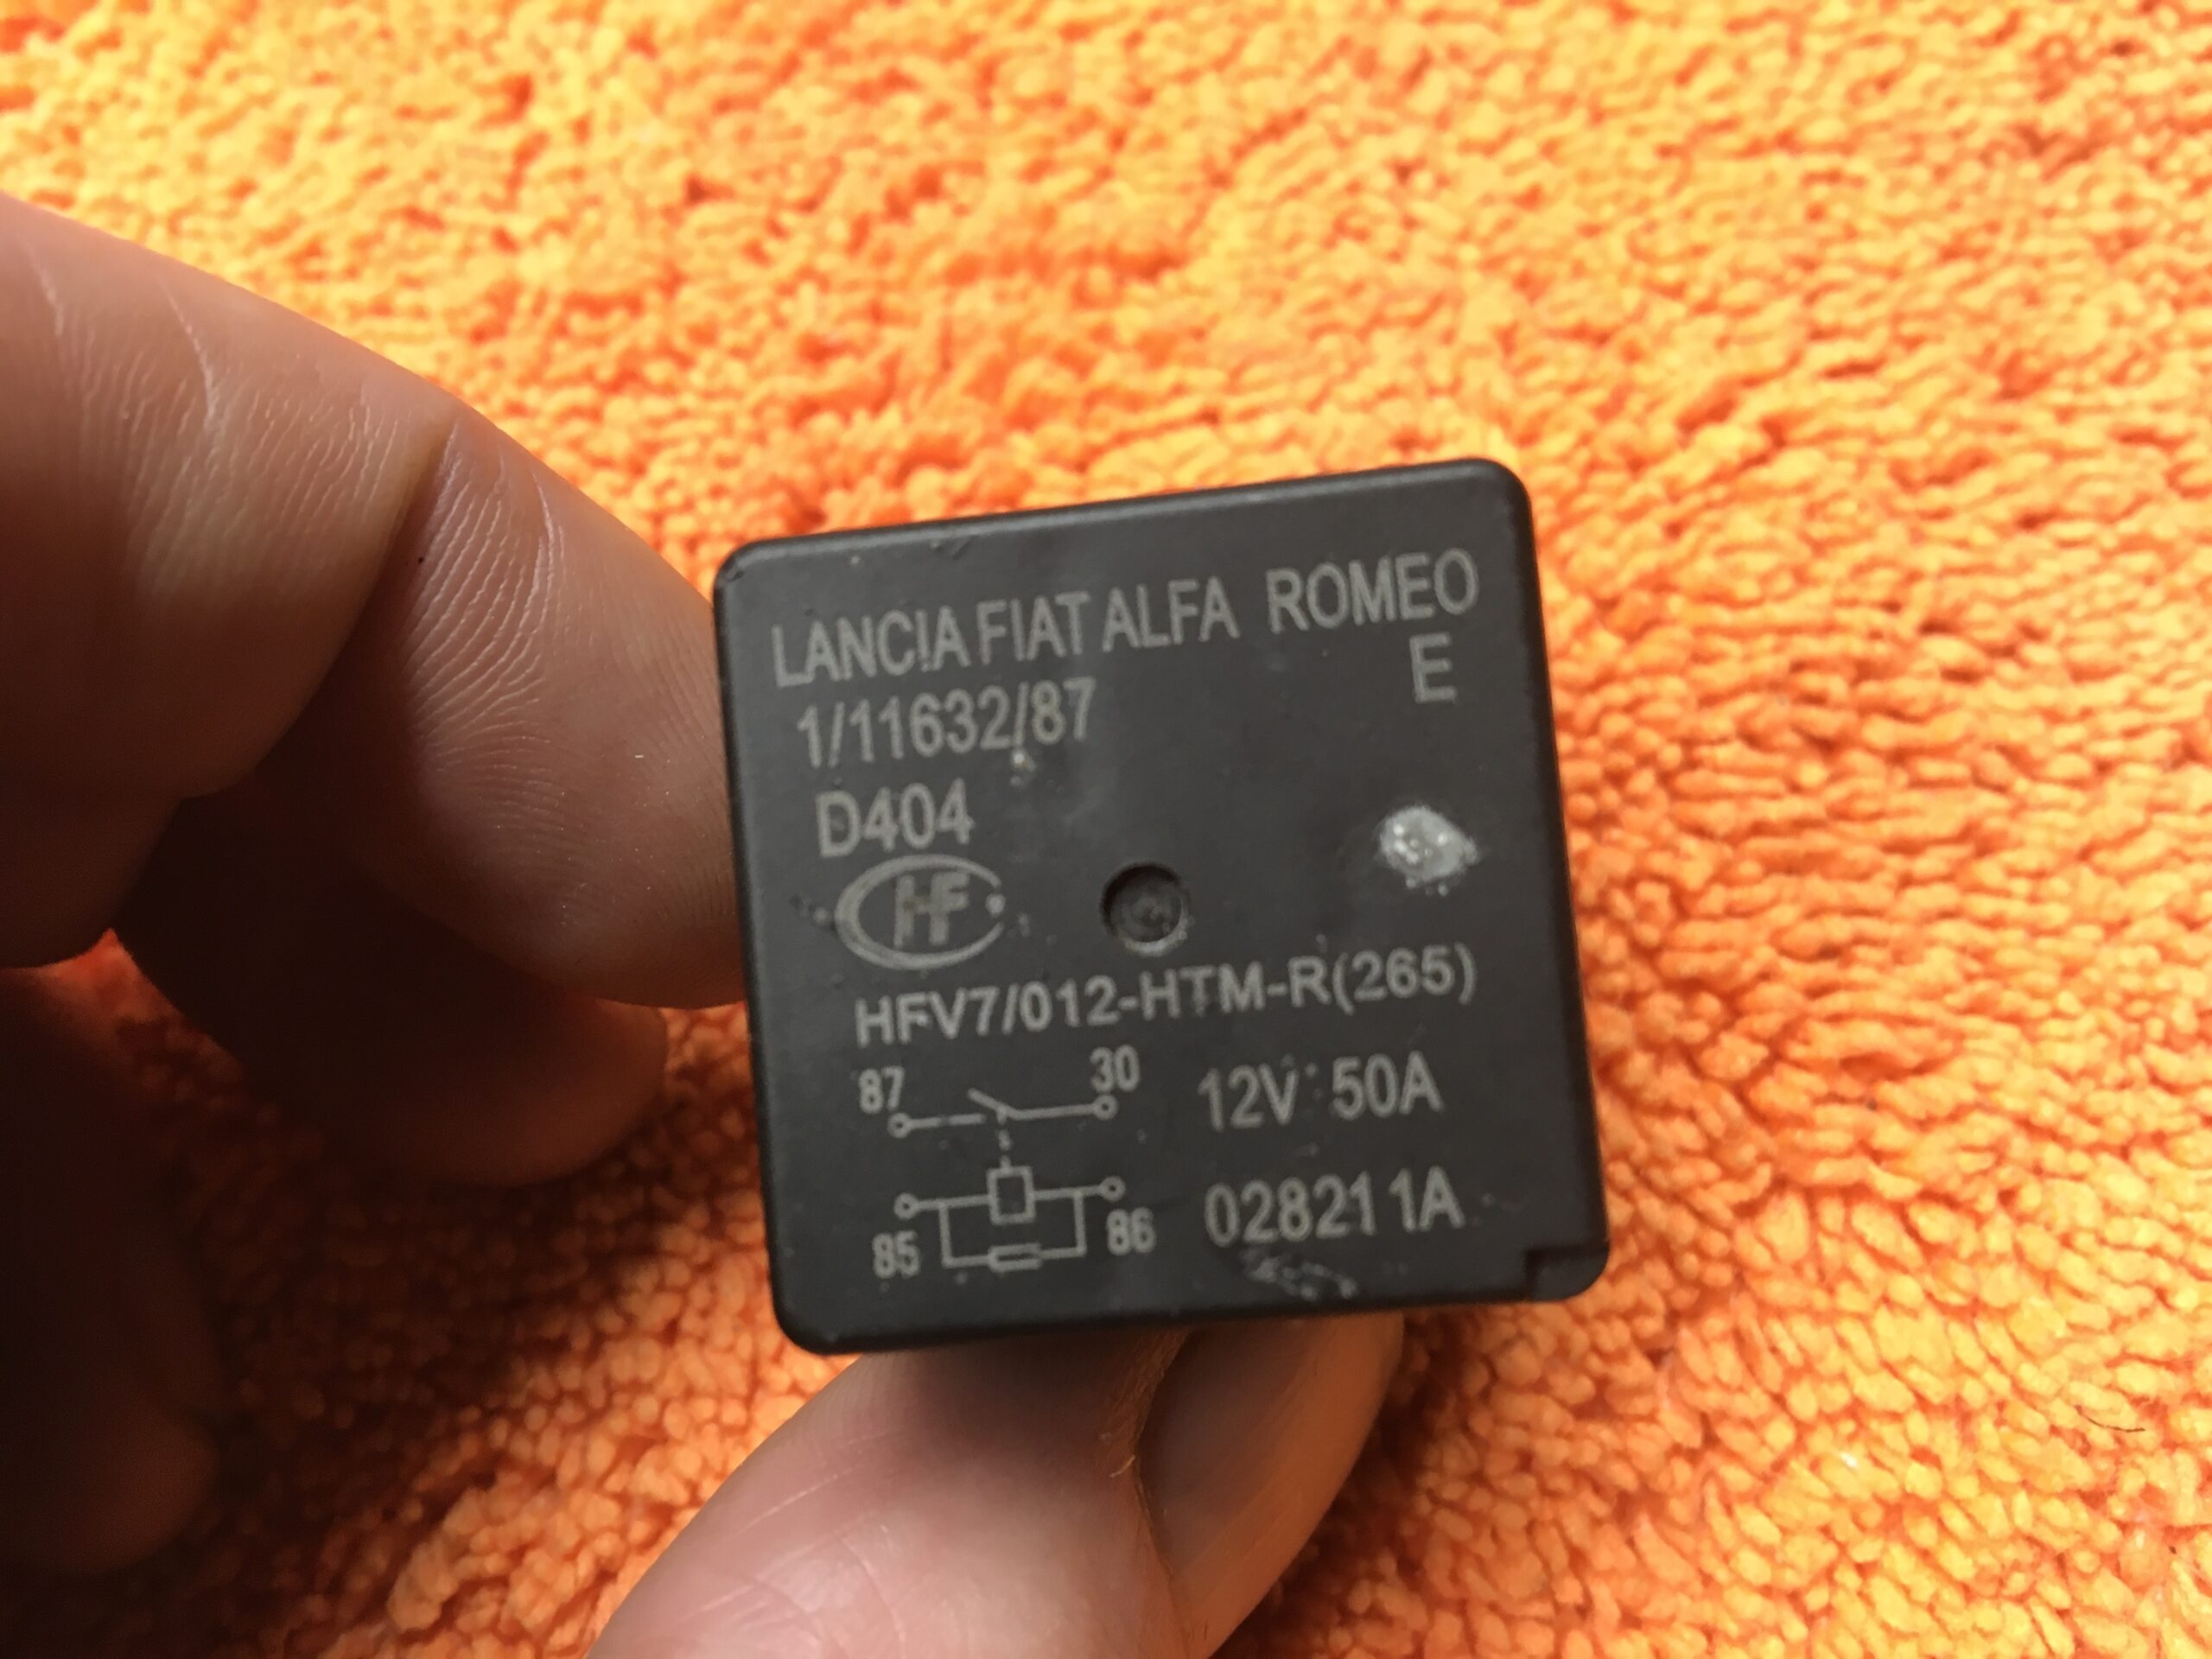 LANCIA FIAT ALFA ROMEO
E
1/11632/87
D404
HF
HFV7/012-HTM-R(265)
87 30 12V 50A
85 86 028211A